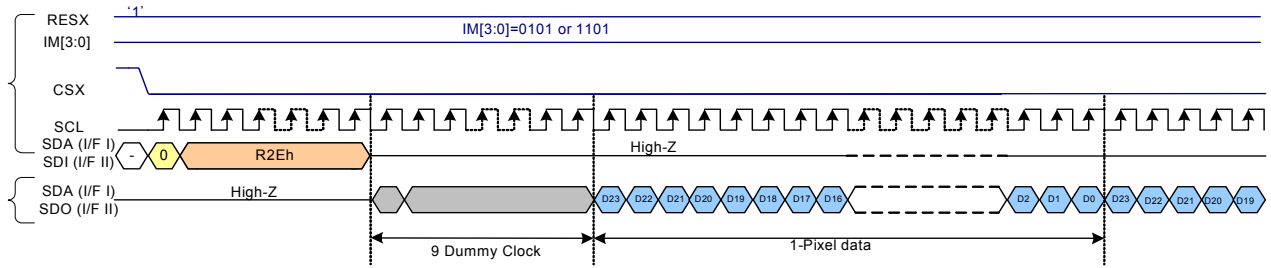 RESX
'1'
IM[3:0]
IM[3:0]=0101 or 1101
CSX
SCL
SDA (I/F I)
SDI (I/F II)
- 0 R2Eh High-Z
SDA (I/F I)
SDO (I/F II)
High-Z D23 D22 D21 D20 D19 D18 D17 D16 D2 D1 D0 D23 D22 D21 D20 D19
9 Dummy Clock
1-Pixel data